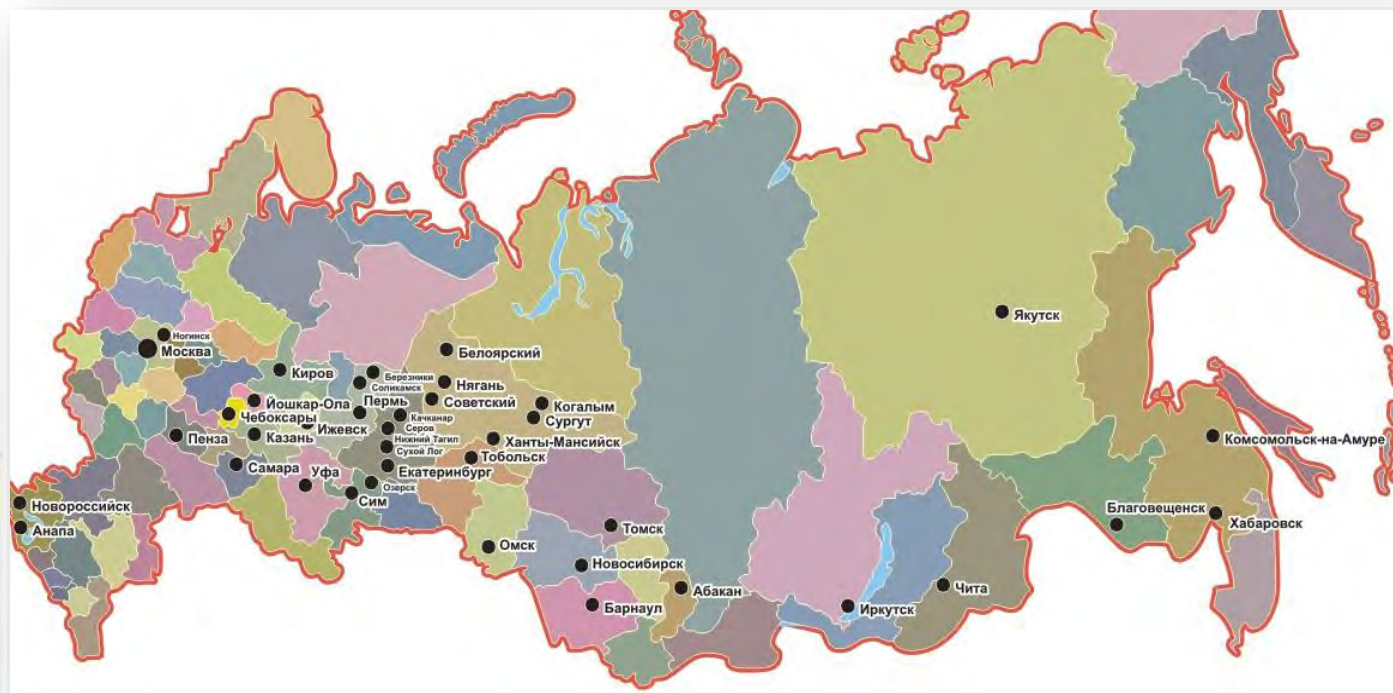 Якутск
Ногинск
Москва
Белоярский
Киров
Березники
Соликамск
Нягань
Советский
Йошкар-Ола
Пермь
Когалым
Чебоксары
Качканар
Сургут
Ижевск
Серов
Пенза
Казань
Нижний Тагил
Ханты-Мансийск
Комсомольск-на-Амуре
Сухой Лог
Тобольск
Самара
Уфа
Екатеринбург
Озерск
Сим
Новороссийск
Благовещенск
Анапа
Томск
Хабаровск
Омск
Новосибирск
Абакан
Чита
Барнаул
Иркутск